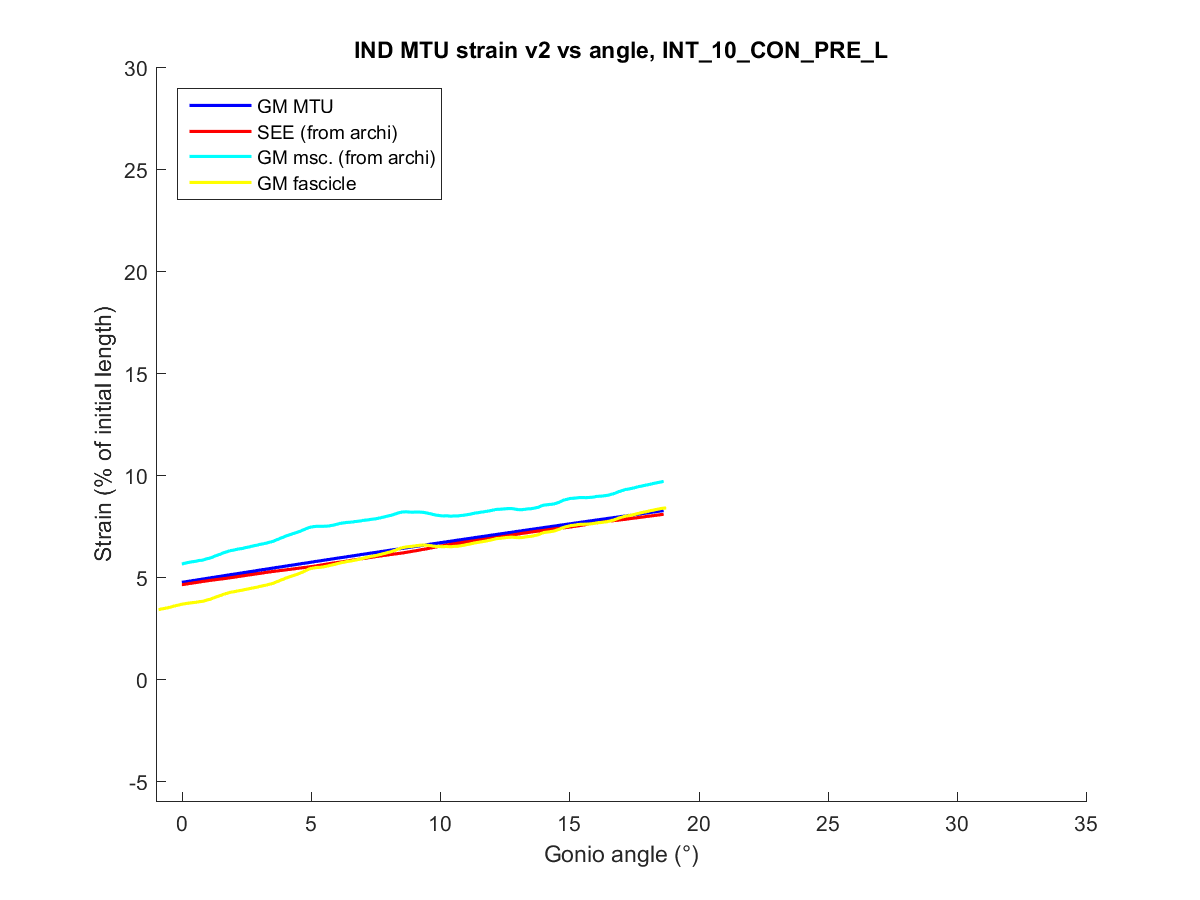 IND MTU strain v2 vs angle, INT_10_CON_PRE_L
30
25
20
15
10
5
0
-5
GM MTU
SEE (from archi)
GM msc. (from archi)
GM fascicle
Strain (% of initial length)
0 5 10 15 20 25 30 35
Gonio angle (°)